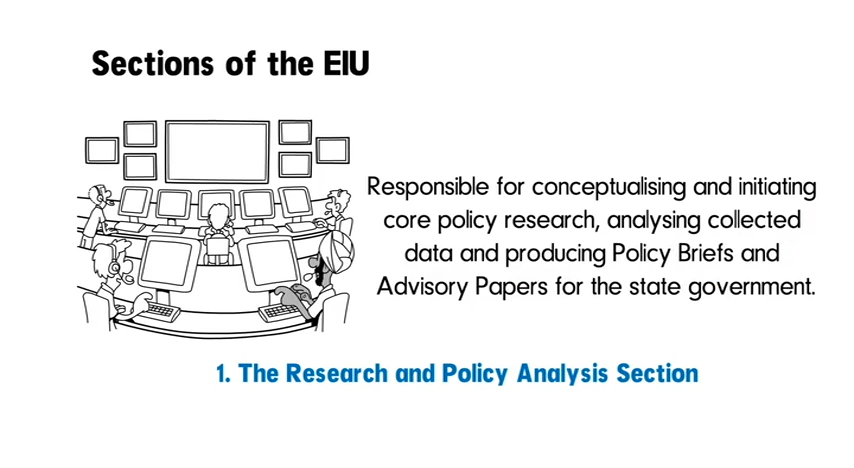 Sections of the EIU
Responsible for conceptualising and initiating
core policy research, analysing collected
data and producing Policy Briefs and
Advisory Papers for the state government.
1. The Research and Policy Analysis Section